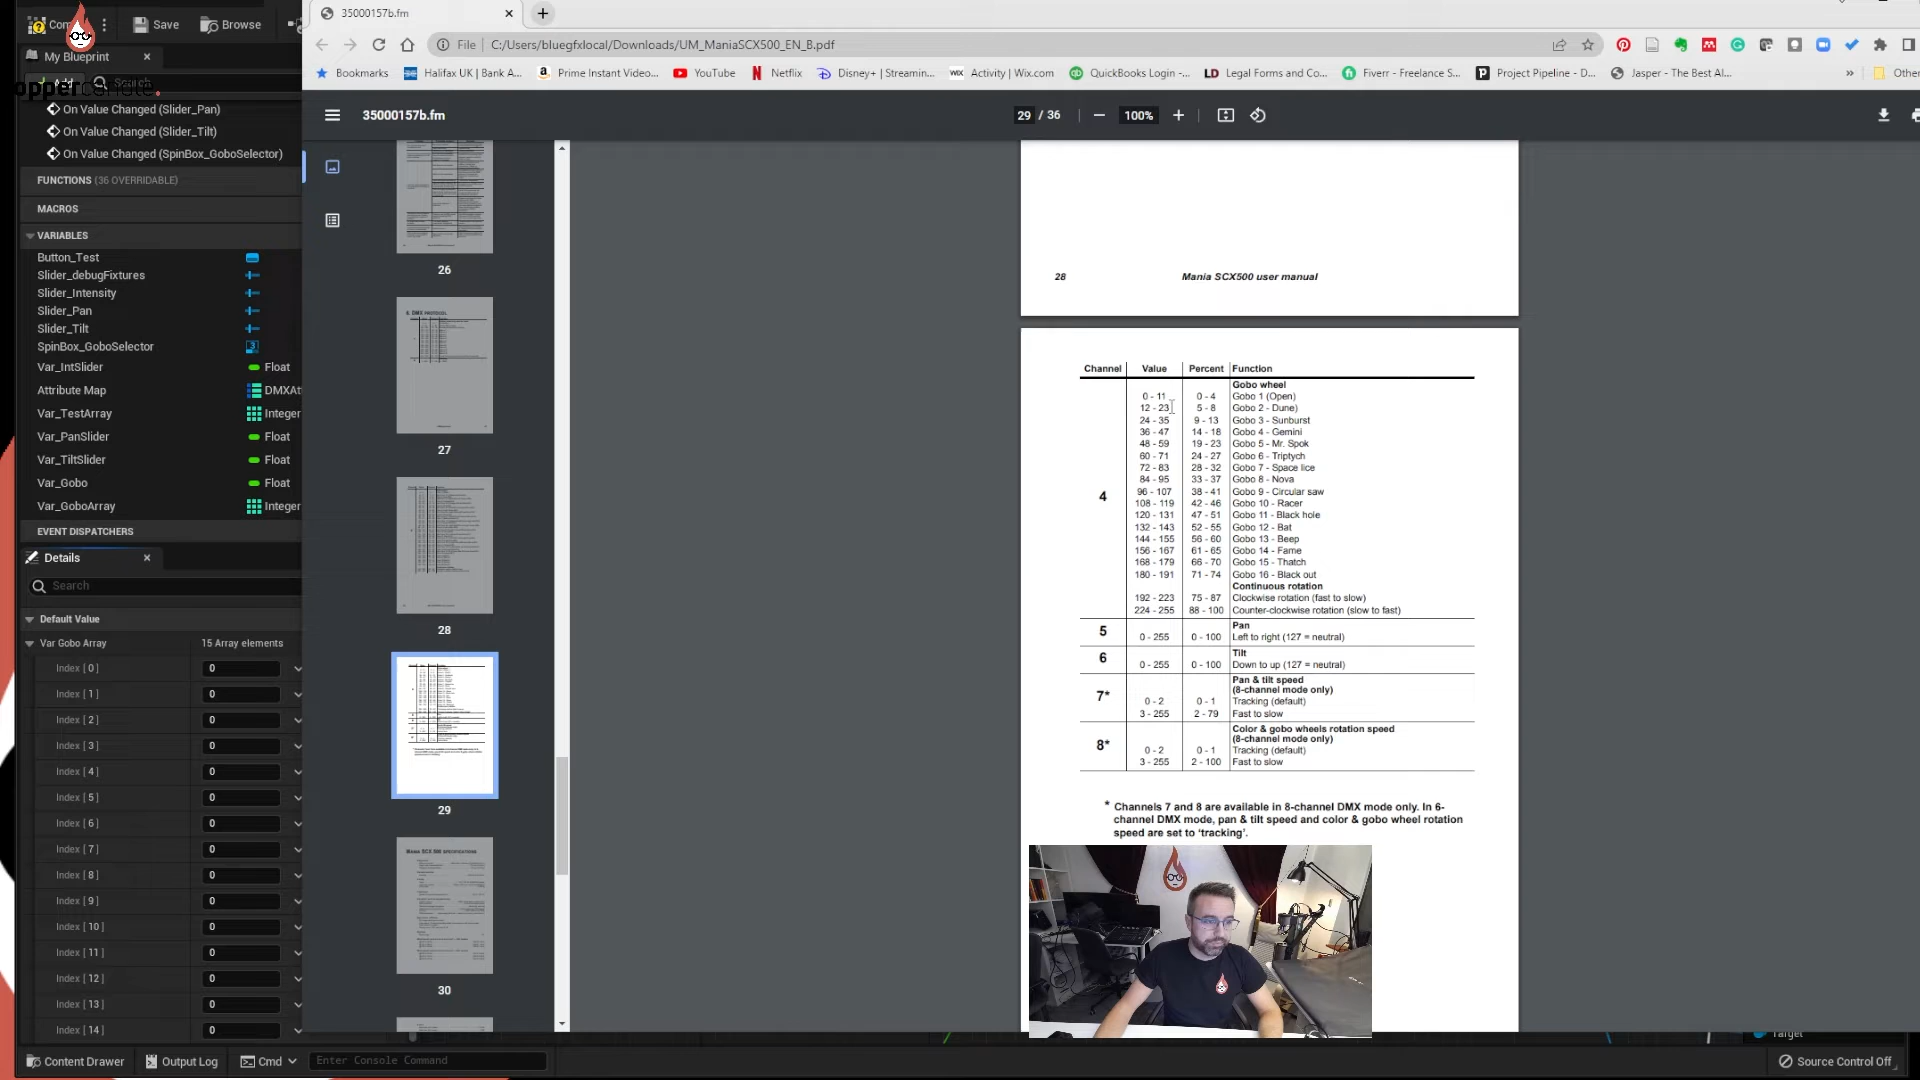 35000157b.fm
Save
Browse
My Blueprint
Add
Search
On Value Changed (Slider_Pan)
On Value Changed (Slider_Tilt)
On Value Changed (SpinBox_GoboSelector)
FUNCTIONS (36 OVERRIDABLE)
MACROS
VARIABLES
Button_Test
Slider_debugFixtures
Slider_Intensity
Slider_Pan
Slider_Tilt
SpinBox_GoboSelector
Var_IntSlider Float
Attribute Map DMXAt
Var_TestArray Integer
Var_PanSlider Float
Var_TiltSlider Float
Var_Gobo Float
Var_GoboArray Integer
EVENT DISPATCHERS
Details
Search
Default Value
Var Gobo Array 15 Array elements
Index [ 0 ] 0
Index [ 1 ] 0
Index [ 2 ] 0
Index [ 3 ] 0
Index [ 4 ] 0
Index [ 5 ] 0
Index [ 6 ] 0
Index [ 7 ] 0
Index [ 8 ] 0
Index [ 9 ] 0
Index [ 10 ] 0
Index [ 11 ] 0
Index [ 12 ] 0
Index [ 13 ] 0
Index [ 14 ] 0
Content Drawer Output Log Cmd Enter Console Command Source Control Off
Target
File C:/Users/bluegfxlocal/Downloads/UM_ManiaSCX500_EN_B.pdf
Bookmarks Halifax UK | Bank A... Prime Instant Video... YouTube Netflix Disney+ | Streamin... Activity | Wix.com QuickBooks Login -... Legal Forms and Co... Fiverr - Freelance S... Project Pipeline - D... Jasper - The Best AI... » Other
35000157b.fm 29 / 36 100%
26
27
28
29
30
28 Mania SCX500 user manual
Channel Value Percent Function
Gobo wheel
0 - 11 0 - 4 Gobo 1 (Open)
12 - 23 5 - 8 Gobo 2 - Dune)
24 - 35 9 - 13 Gobo 3 - Sunburst
36 - 47 14 - 18 Gobo 4 - Gemini
48 - 59 19 - 23 Gobo 5 - Mr. Spok
60 - 71 24 - 27 Gobo 6 - Triptych
72 - 83 28 - 32 Gobo 7 - Space lice
84 - 95 33 - 37 Gobo 8 - Nova
96 - 107 38 - 41 Gobo 9 - Circular saw
4
108 - 119 42 - 46 Gobo 10 - Racer
120 - 131 47 - 51 Gobo 11 - Black hole
132 - 143 52 - 55 Gobo 12 - Bat
144 - 155 56 - 60 Gobo 13 - Beep
156 - 167 61 - 65 Gobo 14 - Fame
168 - 179 66 - 70 Gobo 15 - Thatch
180 - 191 71 - 74 Gobo 16 - Black out
Continuous rotation
192 - 223 75 - 87 Clockwise rotation (fast to slow)
224 - 255 88 - 100 Counter-clockwise rotation (slow to fast)
5 Pan
0 - 255 0 - 100 Left to right (127 = neutral)
6 Tilt
0 - 255 0 - 100 Down to up (127 = neutral)
Pan & tilt speed
7* (8-channel mode only)
0 - 2 0 - 1 Tracking (default)
3 - 255 2 - 79 Fast to slow
Color & gobo wheels rotation speed
8* (8-channel mode only)
0 - 2 0 - 1 Tracking (default)
3 - 255 2 - 100 Fast to slow
* Channels 7 and 8 are available in 8-channel DMX mode only. In 6-
channel DMX mode, pan & tilt speed and color & gobo wheel rotation
speed are set to ‘tracking’.